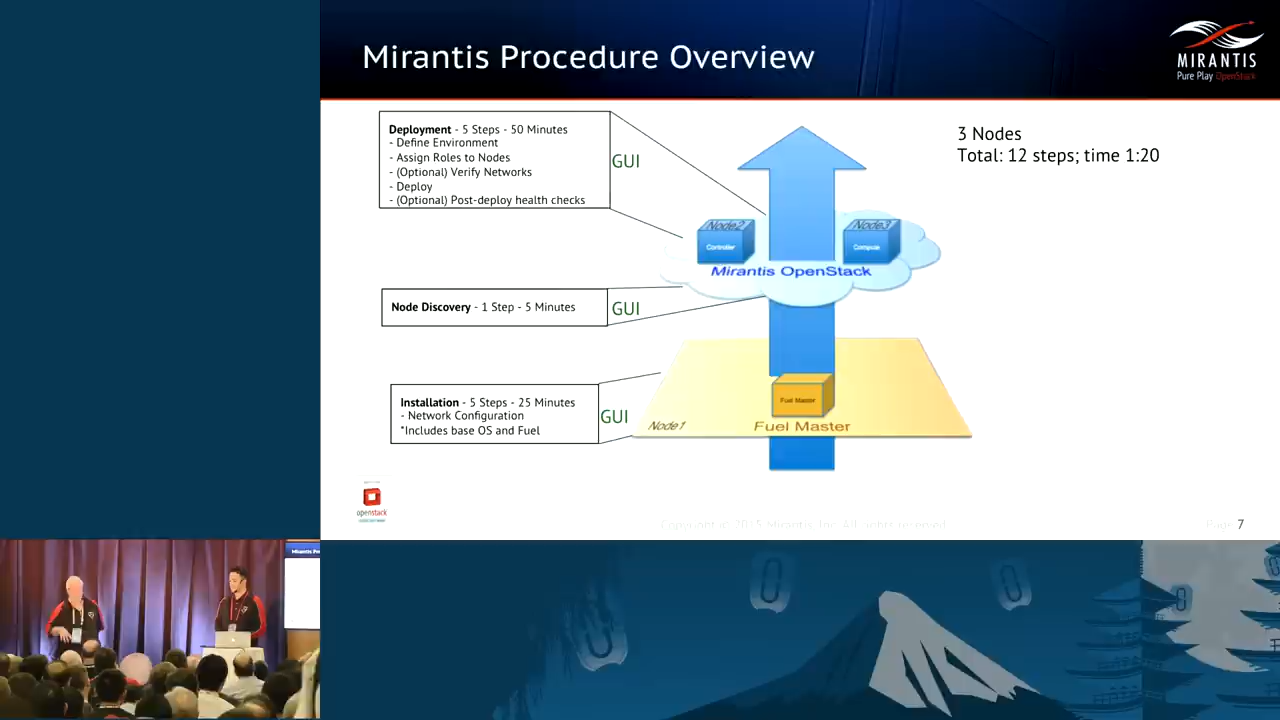 Mirantis Procedure Overview
MIRANTIS
Pure Play OpenStack
Deployment - 5 Steps - 50 Minutes
- Define Environment
- Assign Roles to Nodes
- (Optional) Verify Networks
- Deploy
- (Optional) Post-deploy health checks
GUI
3 Nodes
Total: 12 steps; time 1:20
Node2
Controller
Node3
Compute
Mirantis OpenStack
Node Discovery - 1 Step - 5 Minutes
GUI
Installation - 5 Steps - 25 Minutes
- Network Configuration
*Includes base OS and Fuel
GUI
Fuel Master
Node1
Fuel Master
openstack
Copyright © 2015 Mirantis, Inc. All rights reserved
Page 7
Mirantis Pr